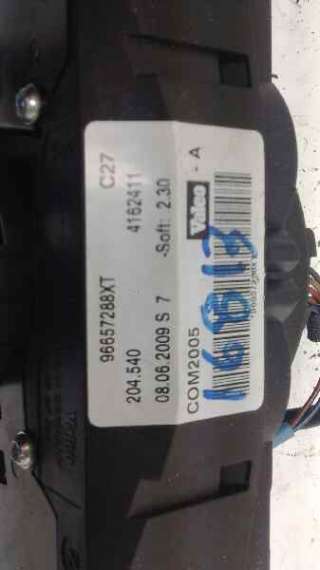 96657288XT C27
204.540 4162411
08.06.2009 S 7 -Soft: 2.30
COM2005 Valeo - A
16813